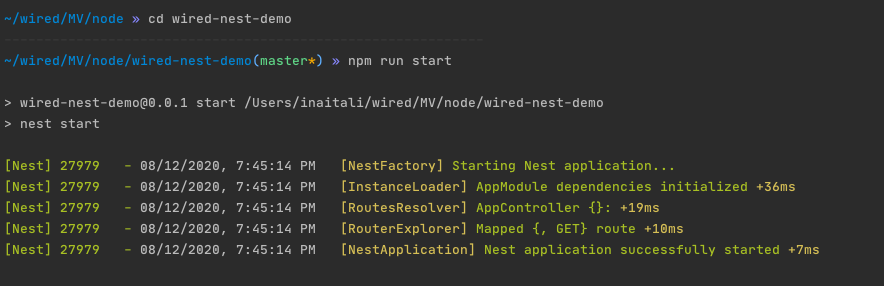 ~/wired/MV/node » cd wired-nest-demo
------------------------------------------------------------
~/wired/MV/node/wired-nest-demo(master*) » npm run start
> wired-nest-demo@0.0.1 start /Users/inaitali/wired/MV/node/wired-nest-demo
> nest start
[Nest] 27979   - 08/12/2020, 7:45:14 PM   [NestFactory] Starting Nest application...
[Nest] 27979   - 08/12/2020, 7:45:14 PM   [InstanceLoader] AppModule dependencies initialized +36ms
[Nest] 27979   - 08/12/2020, 7:45:14 PM   [RoutesResolver] AppController {}: +19ms
[Nest] 27979   - 08/12/2020, 7:45:14 PM   [RouterExplorer] Mapped {, GET} route +10ms
[Nest] 27979   - 08/12/2020, 7:45:14 PM   [NestApplication] Nest application successfully started +7ms